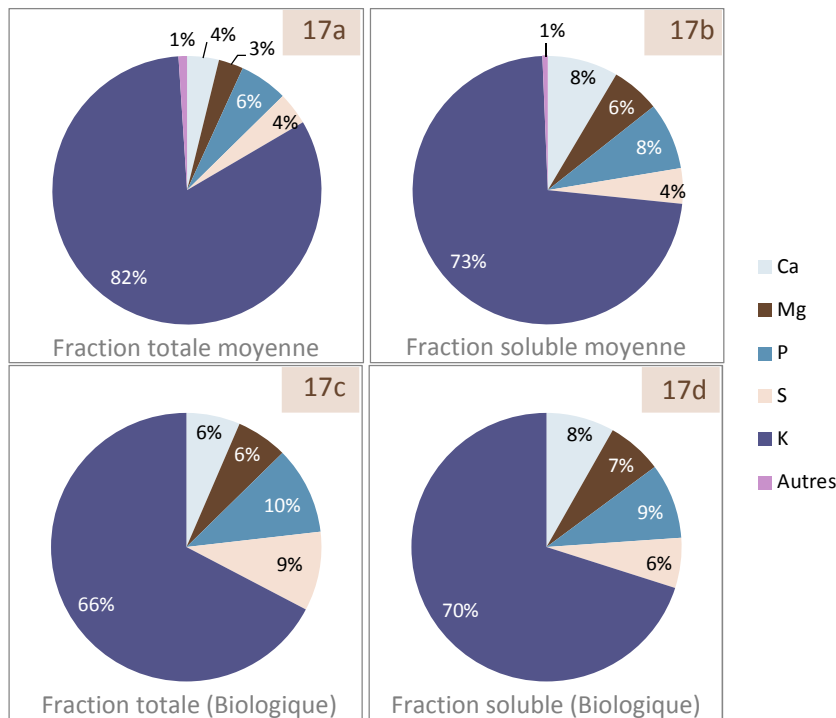 17a
1%
4%
3%
6%
4%
82%
Fraction totale moyenne
17b
1%
8%
6%
8%
4%
73%
Fraction soluble moyenne
17c
6%
6%
10%
9%
66%
Fraction totale (Biologique)
17d
8%
7%
9%
6%
70%
Fraction soluble (Biologique)
Ca
Mg
P
S
K
Autres